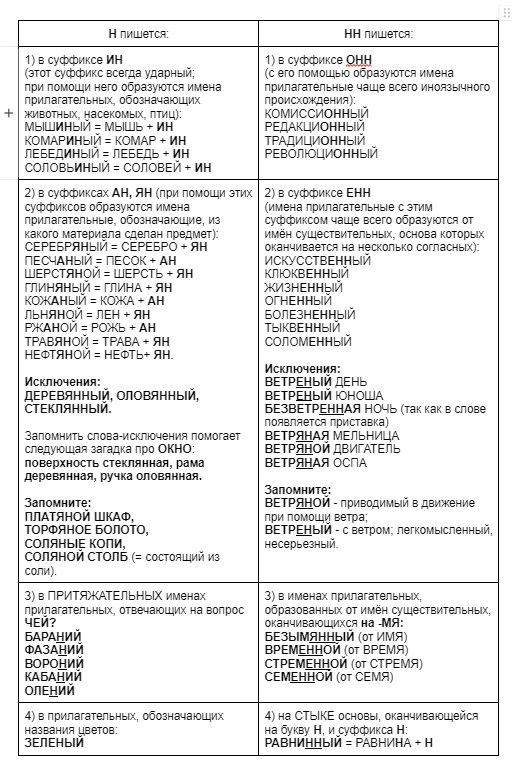 Н пишется:
НН пишется:
1) в суффиксе ИН
(этот суффикс всегда ударный;
при помощи него образуются имена
прилагательных, обозначающих
животных, насекомых, птиц):
МЫШИНЫЙ = МЫШЬ + ИН
КОМАРИНЫЙ = КОМАР + ИН
ЛЕБЕДИНЫЙ = ЛЕБЕДЬ + ИН
СОЛОВЬИНЫЙ = СОЛОВЕЙ + ИН
1) в суффиксе ОНН
(с его помощью образуются имена
прилагательные чаще всего иноязычного
происхождения):
КОМИССИОННЫЙ
РЕДАКЦИОННЫЙ
ТРАДИЦИОННЫЙ
РЕВОЛЮЦИОННЫЙ
2) в суффиксах АН, ЯН (при помощи этих
суффиксов образуются имена
прилагательные, обозначающие, из
какого материала сделан предмет):
СЕРЕБРЯНЫЙ = СЕРЕБРО + ЯН
ПЕСЧАНЫЙ = ПЕСОК + АН
ШЕРСТЯНОЙ = ШЕРСТЬ + ЯН
ГЛИНЯНЫЙ = ГЛИНА + ЯН
КОЖАНЫЙ = КОЖА + АН
ЛЬНЯНОЙ = ЛЕН + ЯН
РЖАНОЙ = РОЖЬ + АН
ТРАВЯНОЙ = ТРАВА + ЯН
НЕФТЯНОЙ = НЕФТЬ+ ЯН.
Исключения:
ДЕРЕВЯННЫЙ, ОЛОВЯННЫЙ,
СТЕКЛЯННЫЙ.
Запомнить слова-исключения помогает
следующая загадка про ОКНО:
поверхность стеклянная, рама
деревянная, ручка оловянная.
Запомните:
ПЛАТЯНОЙ ШКАФ,
ТОРФЯНОЕ БОЛОТО,
СОЛЯНЫЕ КОПИ,
СОЛЯНОЙ СТОЛБ (= состоящий из
соли).
2) в суффиксе ЕНН
(имена прилагательные с этим
суффиксом чаще всего образуются от
имён существительных, основа которых
оканчивается на несколько согласных):
ИСКУССТВЕННЫЙ
КЛЮКВЕННЫЙ
ЖИЗНЕННЫЙ
ОГНЕННЫЙ
БОЛЕЗНЕННЫЙ
ТЫКВЕННЫЙ
СОЛОМЕННЫЙ
Исключения:
ВЕТРЕНЫЙ ДЕНЬ
ВЕТРЕНЫЙ ЮНОША
БЕЗВЕТРЕННАЯ НОЧЬ (так как в слове
появляется приставка)
ВЕТРЯНАЯ МЕЛЬНИЦА
ВЕТРЯНОЙ ДВИГАТЕЛЬ
ВЕТРЯНАЯ ОСПА
Запомните:
ВЕТРЯНОЙ - приводимый в движение
при помощи ветра;
ВЕТРЕНЫЙ - с ветром; легкомысленный,
несерьезный.
3) в ПРИТЯЖАТЕЛЬНЫХ именах
прилагательных, отвечающих на вопрос
ЧЕЙ?
БАРАНИЙ
ФАЗАНИЙ
ВОРОНИЙ
КАБАНИЙ
ОЛЕНИЙ
3) в именах прилагательных,
образованных от имён существительных,
оканчивающихся на -МЯ:
БЕЗЫМЯННЫЙ (от ИМЯ)
ВРЕМЕННОЙ (от ВРЕМЯ)
СТРЕМЕННОЙ (от СТРЕМЯ)
СЕМЕННОЙ (от СЕМЯ)
4) в прилагательных, обозначающих
названия цветов:
ЗЕЛЕНЫЙ
4) на СТЫКЕ основы, оканчивающейся
на букву Н, и суффикса Н:
РАВНИННЫЙ = РАВНИНА + Н